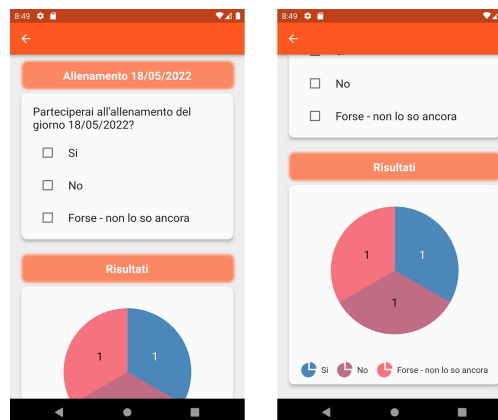 8:49
Allenamento 18/05/2022
Parteciperai all'allenamento del
giorno 18/05/2022?
Si
No
Forse - non lo so ancora
Risultati
1
1
8:49
No
Forse - non lo so ancora
Risultati
1
1
1
Si No Forse - non lo so ancora